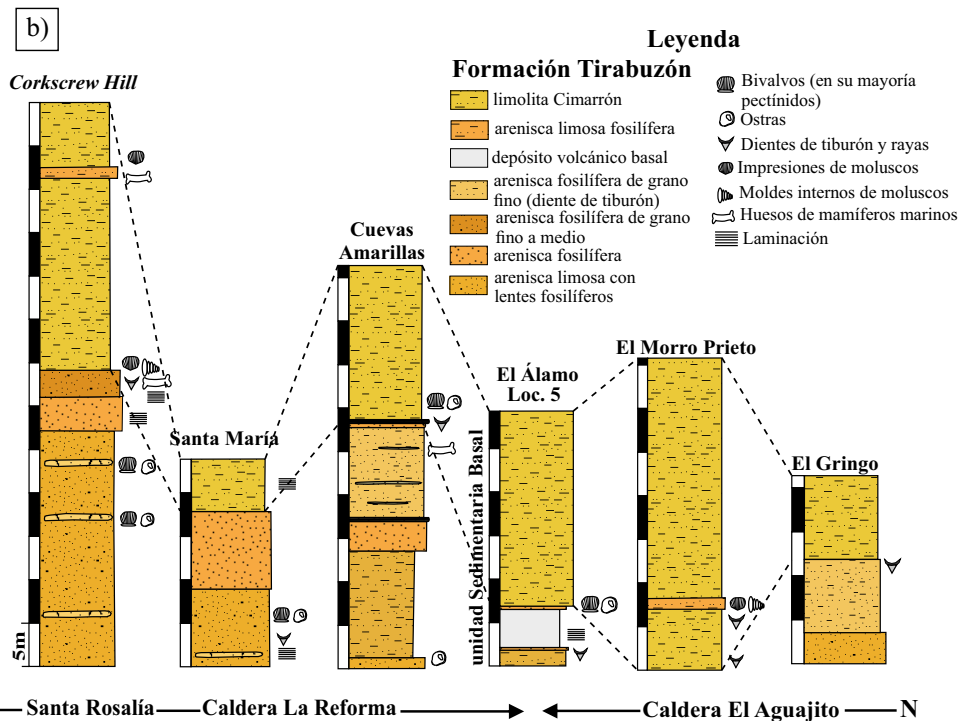 b)
Leyenda
Formación Tirabuzón
limolita Cimarrón
arenisca limosa fosilífera
depósito volcánico basal
arenisca fosilífera de grano
fino (diente de tiburón)
arenisca fosilífera de grano
fino a medio
arenisca fosilífera
arenisca limosa con
lentes fosilíferos
Bivalvos (en su mayoría
pectínidos)
Ostras
Dientes de tiburón y rayas
Impresiones de moluscos
Moldes internos de moluscos
Huesos de mamíferos marinos
Laminación
Corkscrew Hill
Santa María
Cuevas
Amarillas
El Álamo
Loc. 5
El Morro Prieto
El Gringo
unidad Sedimentaria Basal
5m
Santa Rosalía
Caldera La Reforma
Caldera El Aguajito
N